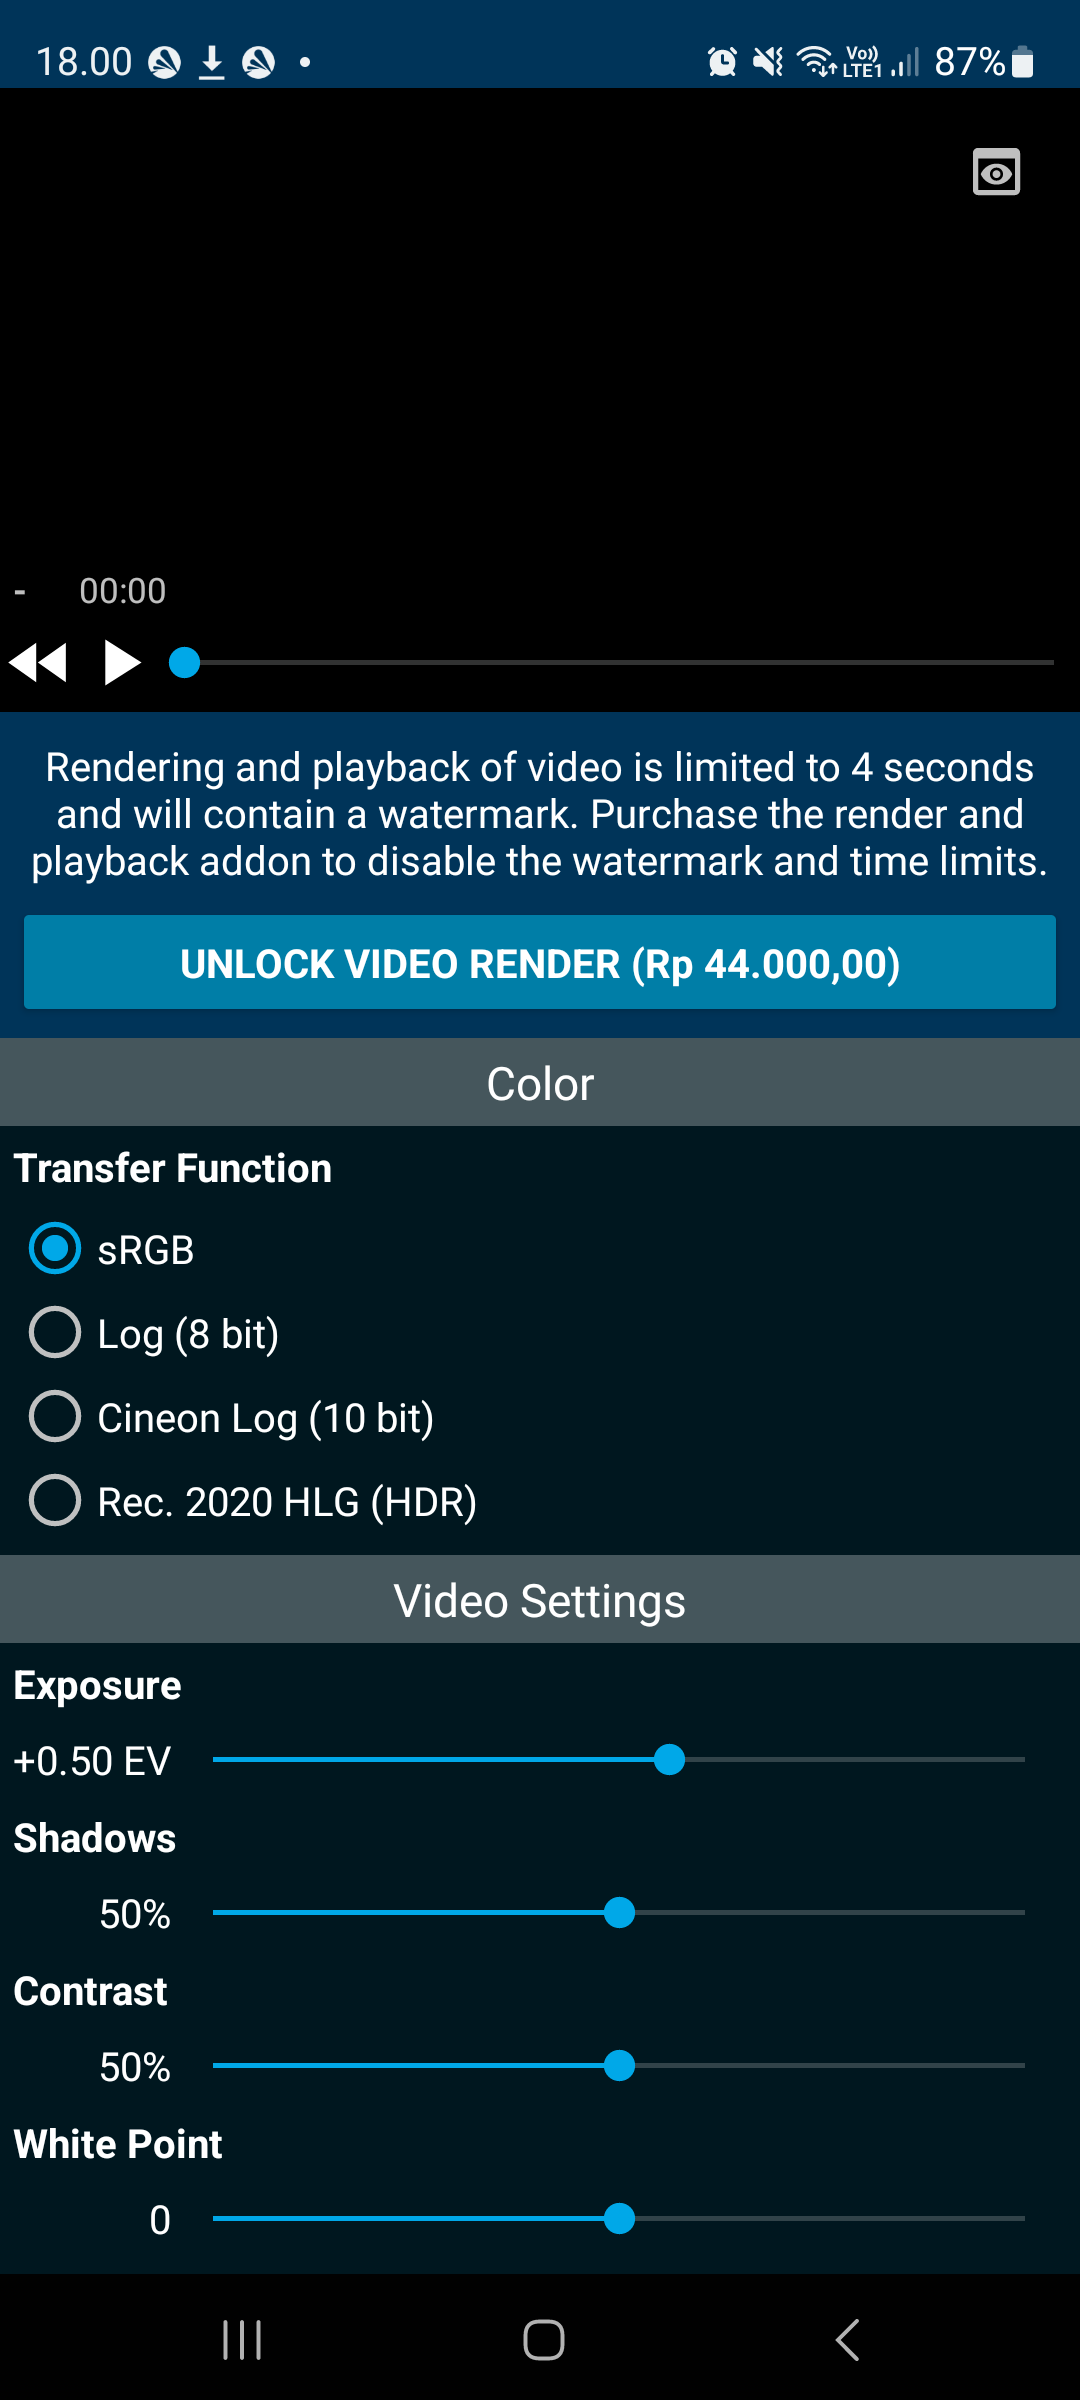 18.00
Vo)) LTE1 87%
- 00:00
Rendering and playback of video is limited to 4 seconds
and will contain a watermark. Purchase the render and
playback addon to disable the watermark and time limits.
UNLOCK VIDEO RENDER (Rp 44.000,00)
Color
Transfer Function
sRGB
Log (8 bit)
Cineon Log (10 bit)
Rec. 2020 HLG (HDR)
Video Settings
Exposure
+0.50 EV
Shadows
50%
Contrast
50%
White Point
0